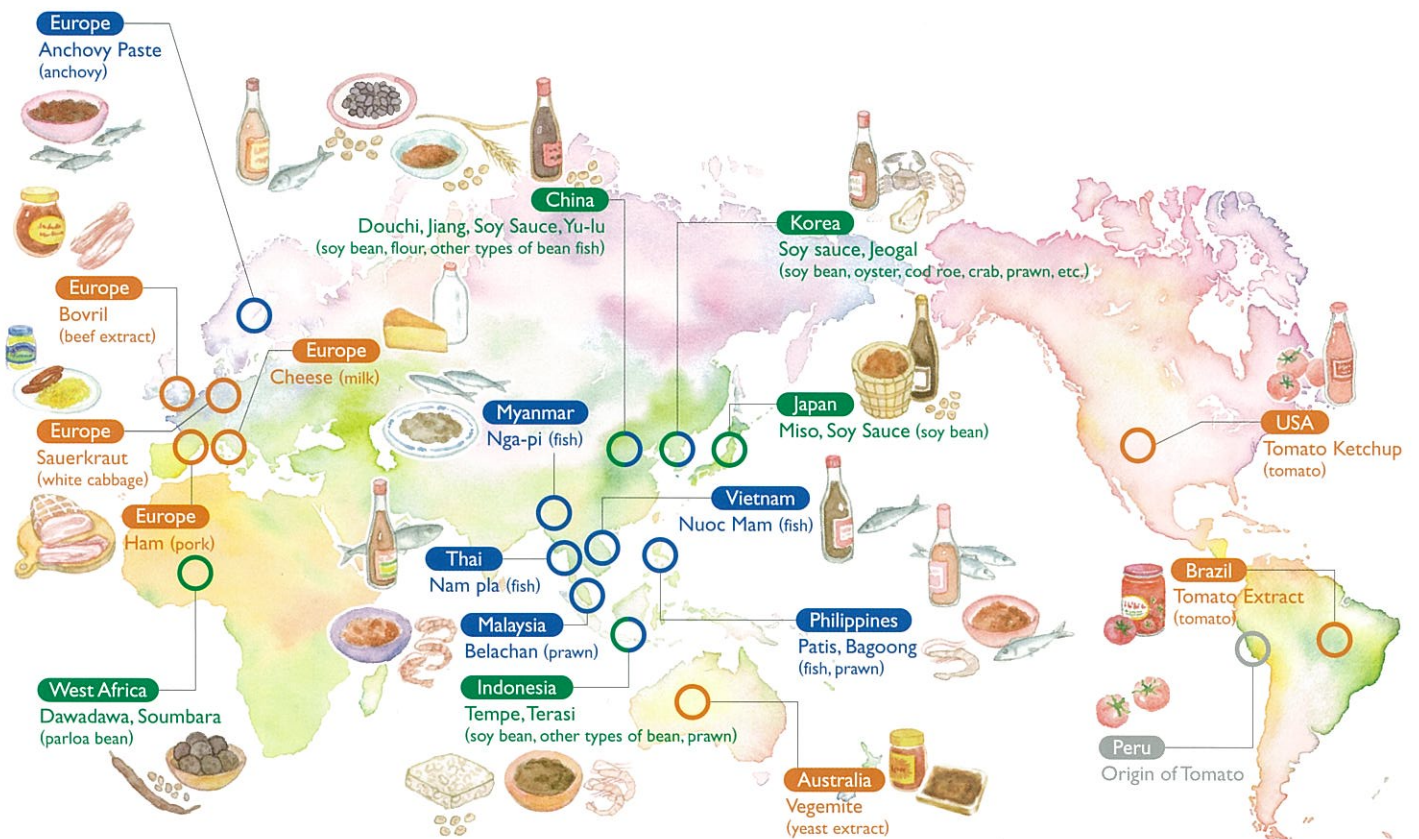 Europe
Anchovy Paste
(anchovy)
China
Douchi, Jiang, Soy Sauce, Yu-lu
(soy bean, flour, other types of bean fish)
Korea
Soy sauce, Jeogal
(soy bean, oyster, cod roe, crab, prawn, etc.)
Europe
Bovril
(beef extract)
Europe
Cheese (milk)
Myanmar
Nga-pi (fish)
Japan
Miso, Soy Sauce (soy bean)
USA
Tomato Ketchup
(tomato)
Europe
Sauerkraut
(white cabbage)
Europe
Ham (pork)
Vietnam
Nuoc Mam (fish)
Thai
Nam pla (fish)
Brazil
Tomato Extract
(tomato)
Malaysia
Belachan (prawn)
Philippines
Patis, Bagoong
(fish, prawn)
West Africa
Dawadawa, Soumbara
(parloa bean)
Indonesia
Tempe, Terasi
(soy bean, other types of bean, prawn)
Peru
Origin of Tomato
Australia
Vegemite
(yeast extract)